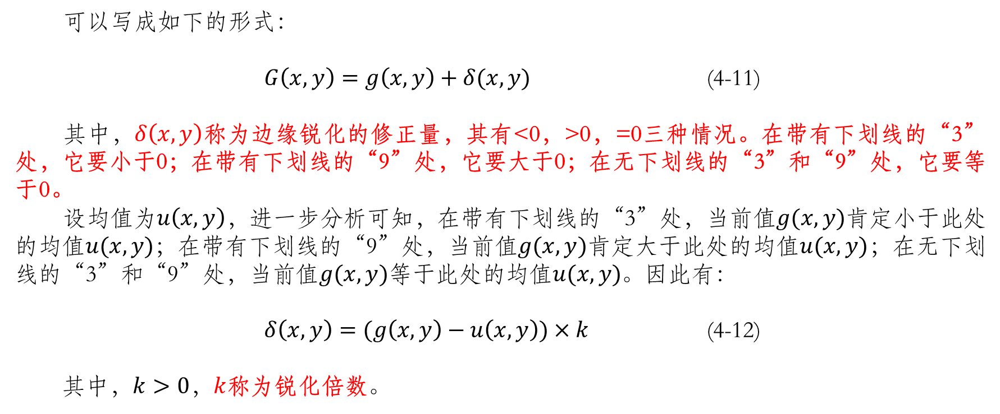 可以写成如下的形式：
G(x,y) = g(x,y) + δ(x,y) (4-11)
其中，δ(x,y)称为边缘锐化的修正量，其有<0，>0，=0三种情况。在带有下划线的“3”
处，它要小于0；在带有下划线的“9”处，它要大于0；在无下划线的“3”和“9”处，它要等
于0。
设均值为u(x,y)，进一步分析可知，在带有下划线的“3”处，当前值g(x,y)肯定小于此处
的均值u(x,y)；在带有下划线的“9”处，当前值g(x,y)肯定大于此处的均值u(x,y)；在无下划
线的“3”和“9”处，当前值g(x,y)等于此处的均值u(x,y)。因此有：
δ(x,y) = (g(x,y) − u(x,y)) × k (4-12)
其中，k > 0，k称为锐化倍数。